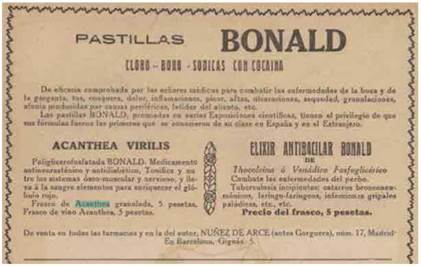 PASTILLAS BONALD
CLORO - BORO - SODICAS CON COCAINA
De eficacia comprobada por los señores médicos para combatir las enfermedades de la boca y de
la garganta, tos, ronquera, dolor, inflamaciones, picor, aftas, ulceraciones, sequedad, granulaciones,
afonía producida por causas periféricas, fetidez del aliento, etc.
Las pastillas BONALD, premiadas en varias Exposiciones científicas, tienen el privilegio de que
sus fórmulas fueron las primeras que se conocieron de su clase en España y en el Extranjero.
ACANTHEA VIRILIS
Poliglicerofosfatada BONALD. Medicamento
antineurasténico y antidiabético. Tonifica y nu-
tre los sistemas óseo-muscular y nervioso, y lle-
va á la sangre elementos para enriquecer el gló-
bulo rojo.
Frasco de Acanthea granulada, 5 pesetas.
Frasco de vino Acanthea, 5 pesetas.
ELIXIR ANTIBACILAR BONALD
DE
Thocolcina ó Vanádico Fosfoglicérico
Combate las enfermedades del pecho.
Tuberculosis incipiente; catarros bronconeu-
mónicos, laringo-faríngeos, infecciones gripales
palúdicas, etc., etc.
Precio del frasco, 5 pesetas.
De venta en todas las farmacias y en la del autor, NUÑEZ DE ARCE (antes Gorguera), núm. 17, Madrid-
En Barcelona, Gignás, 5.